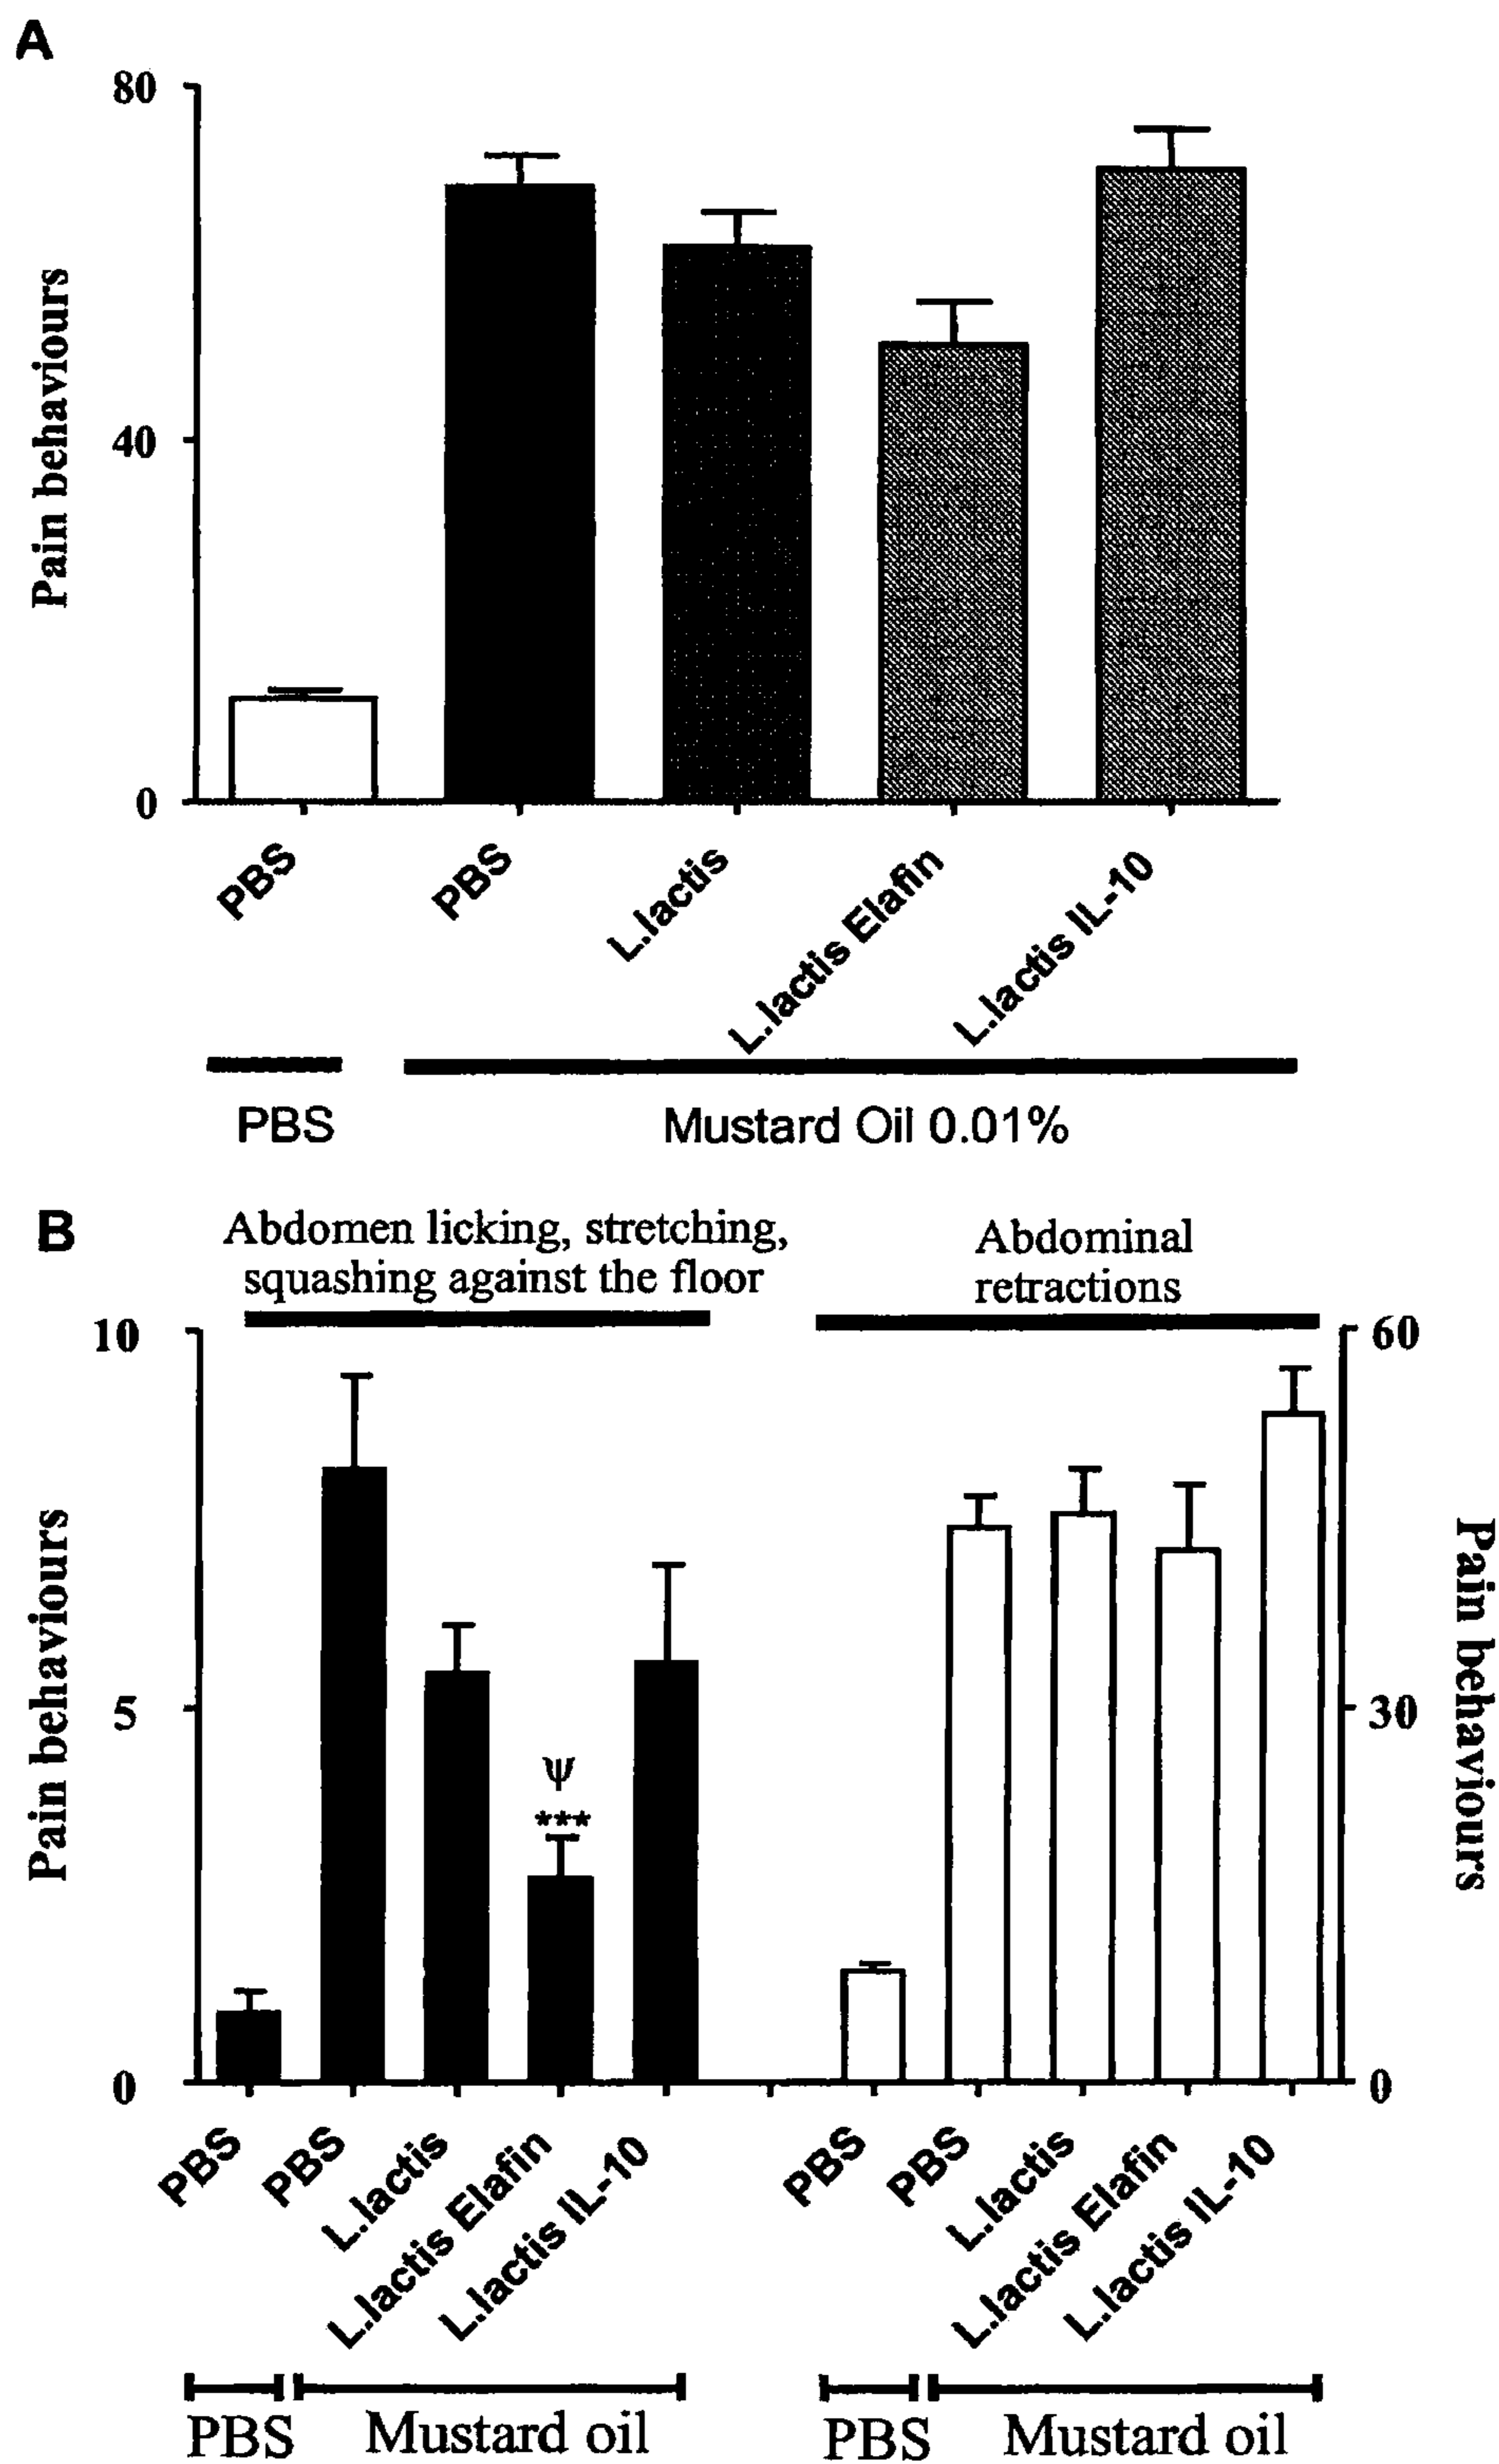 A
80
40
0
Pain behaviours
PBS
PBS
L.lactis
L.lactis Elafin
L.lactis IL-10
PBS
Mustard Oil 0.01%
B
Abdomen licking, stretching,
squashing against the floor
Abdominal
retractions
10
5
0
Pain behaviours
ψ
***
60
30
0
Pain behaviours
PBS
PBS
L.lactis
L.lactis Elafin
L.lactis IL-10
PBS
PBS
L.lactis
L.lactis Elafin
L.lactis IL-10
PBS
Mustard oil
PBS
Mustard oil